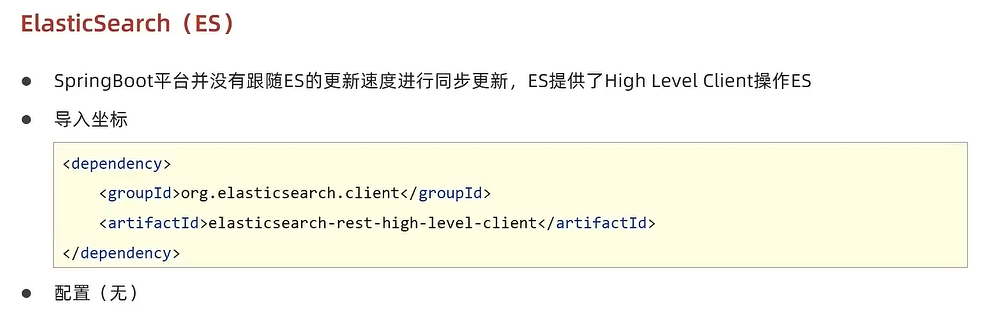 ElasticSearch（ES）
● SpringBoot平台并没有跟随ES的更新速度进行同步更新，ES提供了High Level Client操作ES
● 导入坐标
<dependency>
    <groupId>org.elasticsearch.client</groupId>
    <artifactId>elasticsearch-rest-high-level-client</artifactId>
</dependency>
● 配置（无）